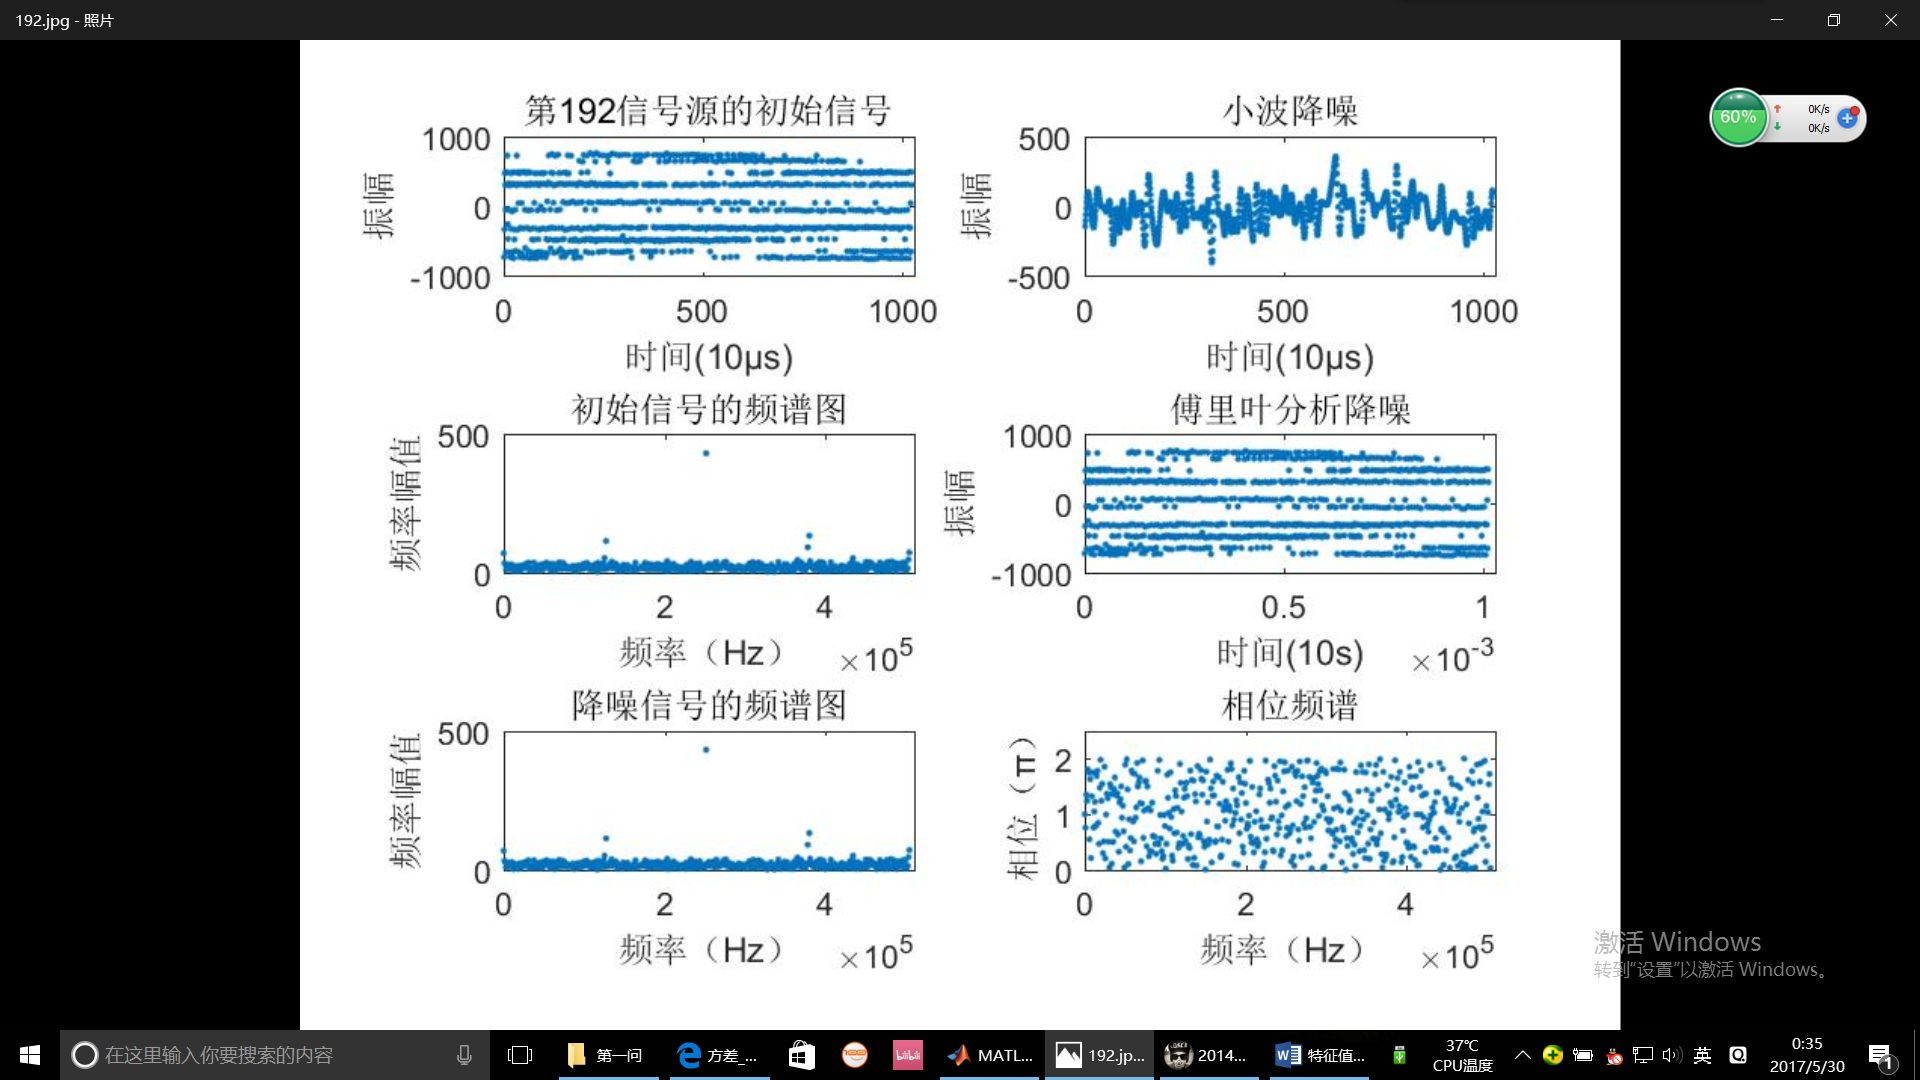 192.jpg - 照片
60%
0K/s
0K/s
第192信号源的初始信号
振幅
1000
0
-1000
0
500
1000
时间(10μs)
小波降噪
振幅
500
0
-500
0
500
1000
时间(10μs)
初始信号的频谱图
频率幅值
500
0
0
2
4
频率（Hz）
×10⁵
傅里叶分析降噪
振幅
1000
0
-1000
0
0.5
1
时间(10s)
×10⁻³
降噪信号的频谱图
频率幅值
500
0
0
2
4
频率（Hz）
×10⁵
相位频谱
相位（π）
2
1
0
0
2
4
频率（Hz）
×10⁵
激活 Windows
转到"设置"以激活 Windows。
在这里输入你要搜索的内容
第一问
方差_...
bilibili
MATL...
192.jp...
2014...
特征值...
37℃
CPU温度
英
0:35
2017/5/30
1